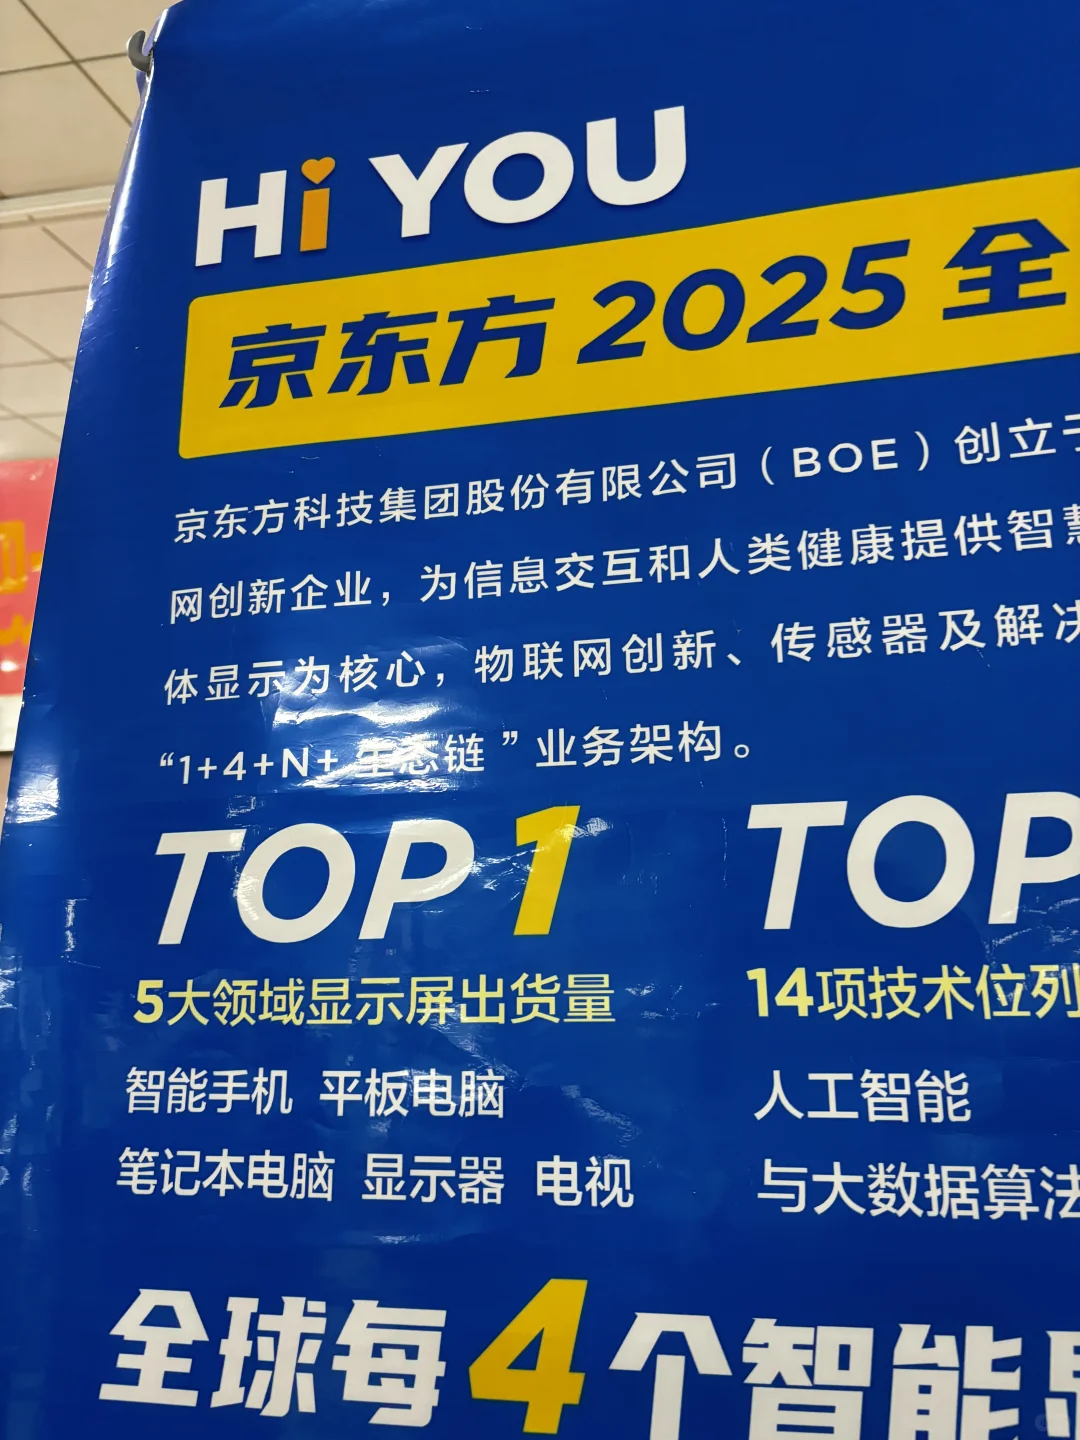 Hi YOU
京东方 2025 全
京东方科技集团股份有限公司（BOE）创立于
网创新企业，为信息交互和人类健康提供智慧
体显示为核心，物联网创新、传感器及解决
“1+4+N+ 生态链 ”业务架构。
TOP 1
TOP
5大领域显示屏出货量
14项技术位列
智能手机 平板电脑
人工智能
笔记本电脑 显示器 电视
与大数据算法
全球每4个智能